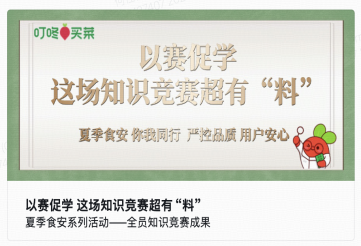 叮咚买菜
以赛促学
这场知识竞赛超有“料”
夏季食安 你我同行 严控品质 用户安心
以赛促学 这场知识竞赛超有“料”
夏季食安系列活动——全员知识竞赛成果